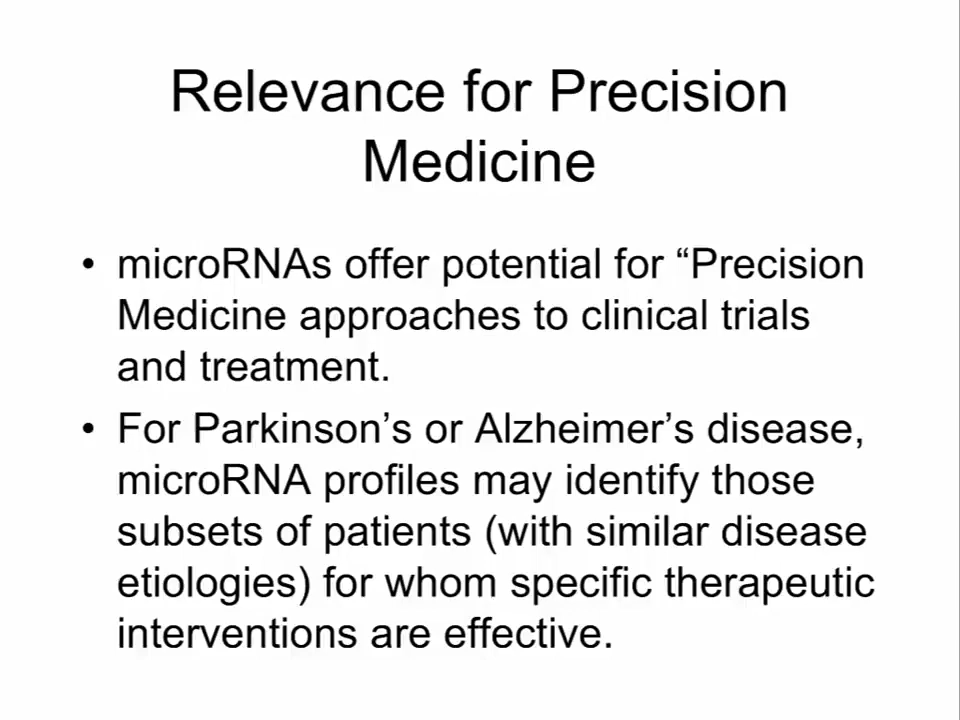 Relevance for Precision
Medicine
• microRNAs offer potential for “Precision
Medicine approaches to clinical trials
and treatment.
• For Parkinson’s or Alzheimer’s disease,
microRNA profiles may identify those
subsets of patients (with similar disease
etiologies) for whom specific therapeutic
interventions are effective.